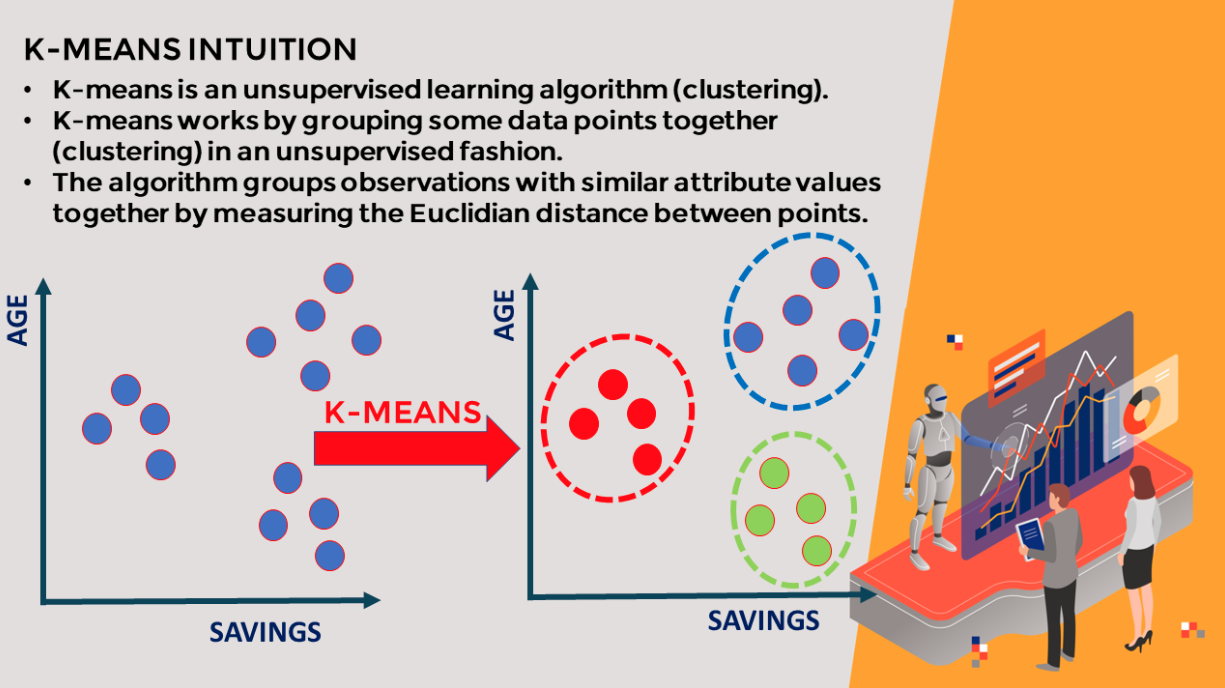 K-MEANS INTUITION
• K-means is an unsupervised learning algorithm (clustering).
• K-means works by grouping some data points together
(clustering) in an unsupervised fashion.
• The algorithm groups observations with similar attribute values
together by measuring the Euclidian distance between points.
AGE
K-MEANS
SAVINGS
AGE
SAVINGS